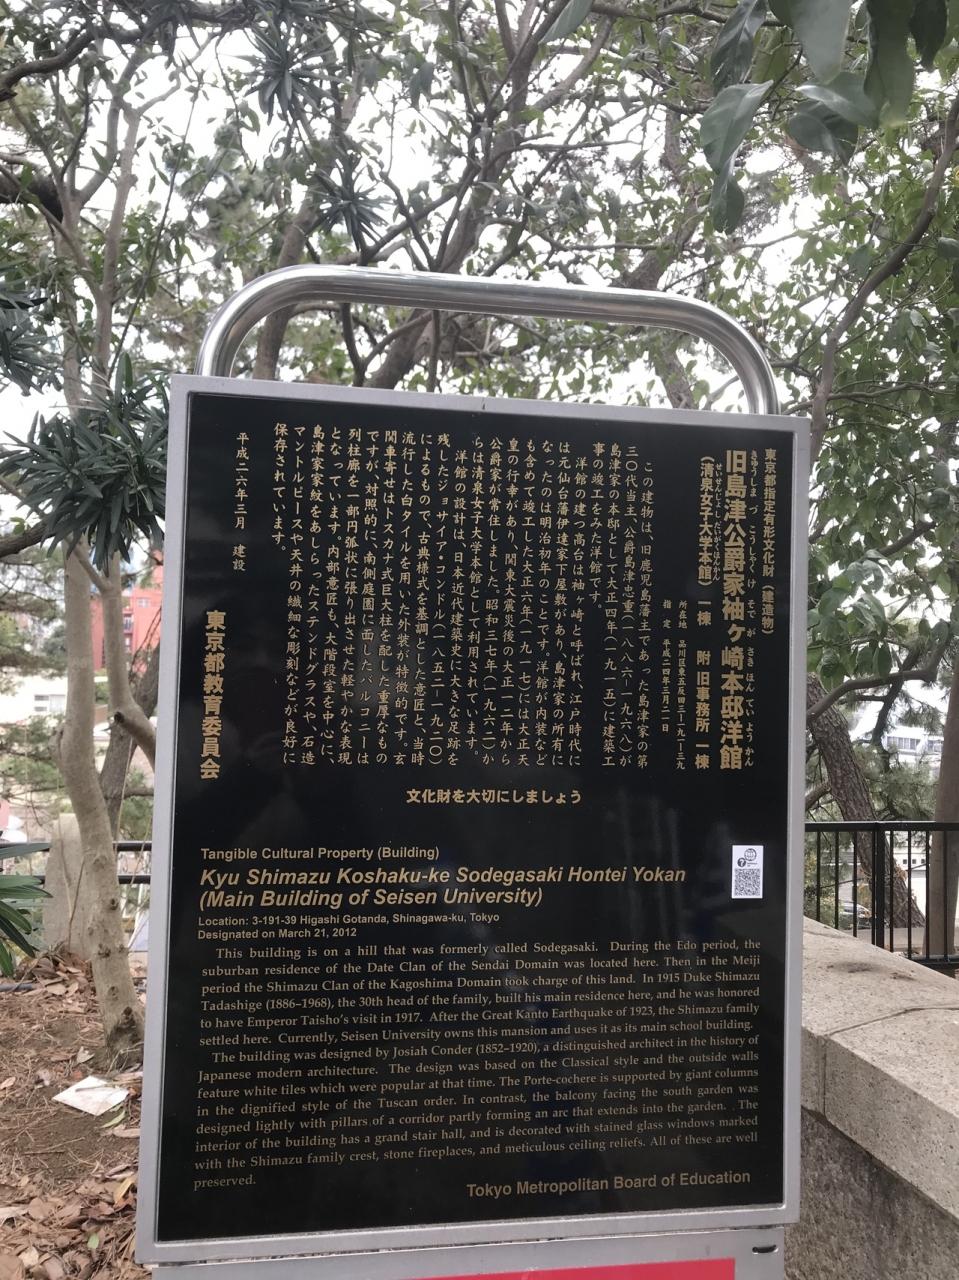 東京都指定有形文化財(建造物)
きゅうしまづこうしゃくけそでがさきほんていようかん
旧島津公爵家袖ヶ崎本邸洋館
せいせんじょしだいがくほんかん
(清泉女子大学本館) 一棟 附 旧事務所 一棟
所在地 品川区東五反田三―一九一―三九
指定 平成二四年三月二一日
この建物は、旧鹿児島藩主であった島津家の第
三〇代当主・公爵島津忠重(一八八六―一九六八)が
島津家の本邸として大正四年(一九一五)に建築工
事の竣工をみた洋館です。
洋館の建つ高台は袖ヶ崎と呼ばれ、江戸時代に
は元仙台藩伊達家下屋敷があり、島津家の所有に
なったのは明治初年のことです。洋館が内装など
も含めて竣工した大正六年(一九一七)には大正天
皇の行幸があり、関東大震災後の大正一二年から
公爵家が常住しました。昭和三七年(一九六二)か
らは清泉女子大学本館として利用されています。
洋館の設計は、日本近代建築史に大きな足跡を
残したジョサイア・コンドル(一八五二―一九二〇)
によるもので、古典様式を基調とした意匠と、当時
流行した白タイルを用いた外装が特徴的です。玄
関車寄せはトスカナ式巨大柱を配した重厚なもの
ですが、対照的に、南側庭園に面したバルコニーは
列柱廊を一部円弧状に張り出させた軽やかな表現
となっています。内部意匠も、大階段室を中心に、
島津家家紋をあしらったステンドグラスや、石造
マントルピースや天井の繊細な彫刻などが良好に
保存されています。
平成二六年三月 建設
東京都教育委員会
文化財を大切にしましょう
Tangible Cultural Property (Building)
Kyu Shimazu Koshaku-ke Sodegasaki Hontei Yokan
(Main Building of Seisen University)
Location: 3-191-39 Higashi Gotanda, Shinagawa-ku, Tokyo
Designated on March 21, 2012
This building is on a hill that was formerly called Sodegasaki. During the Edo period, the
suburban residence of the Date Clan of the Sendai Domain was located here. Then in the Meiji
period the Shimazu Clan of the Kagoshima Domain took charge of this land. In 1915 Duke Shimazu
Tadashige (1886–1968), the 30th head of the family, built his main residence here, and he was honored
to have Emperor Taisho's visit in 1917. After the Great Kanto Earthquake of 1923, the Shimazu family
settled here. Currently, Seisen University owns this mansion and uses it as its main school building.
The building was designed by Josiah Conder (1852–1920), a distinguished architect in the history of
Japanese modern architecture. The design was based on the Classical style and the outside walls
feature white tiles which were popular at that time. The Porte-cochere is supported by giant columns
in the dignified style of the Tuscan order. In contrast, the balcony facing the south garden was
designed lightly with pillars of a corridor partly forming an arc that extends into the garden. The
interior of the building has a grand stair hall, and is decorated with stained glass windows marked
with the Shimazu family crest, stone fireplaces, and meticulous ceiling reliefs. All of these are well
preserved.
Tokyo Metropolitan Board of Education